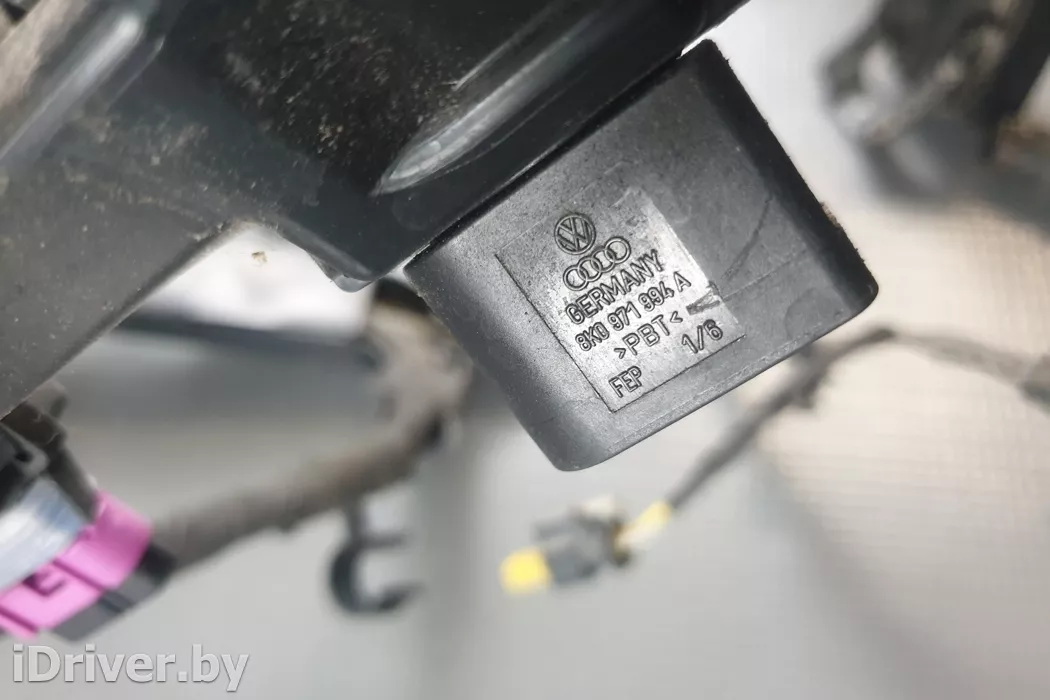 GERMANY
8K0 971 994 A
>PBT<
FEP 1/6
E
iDriver.by